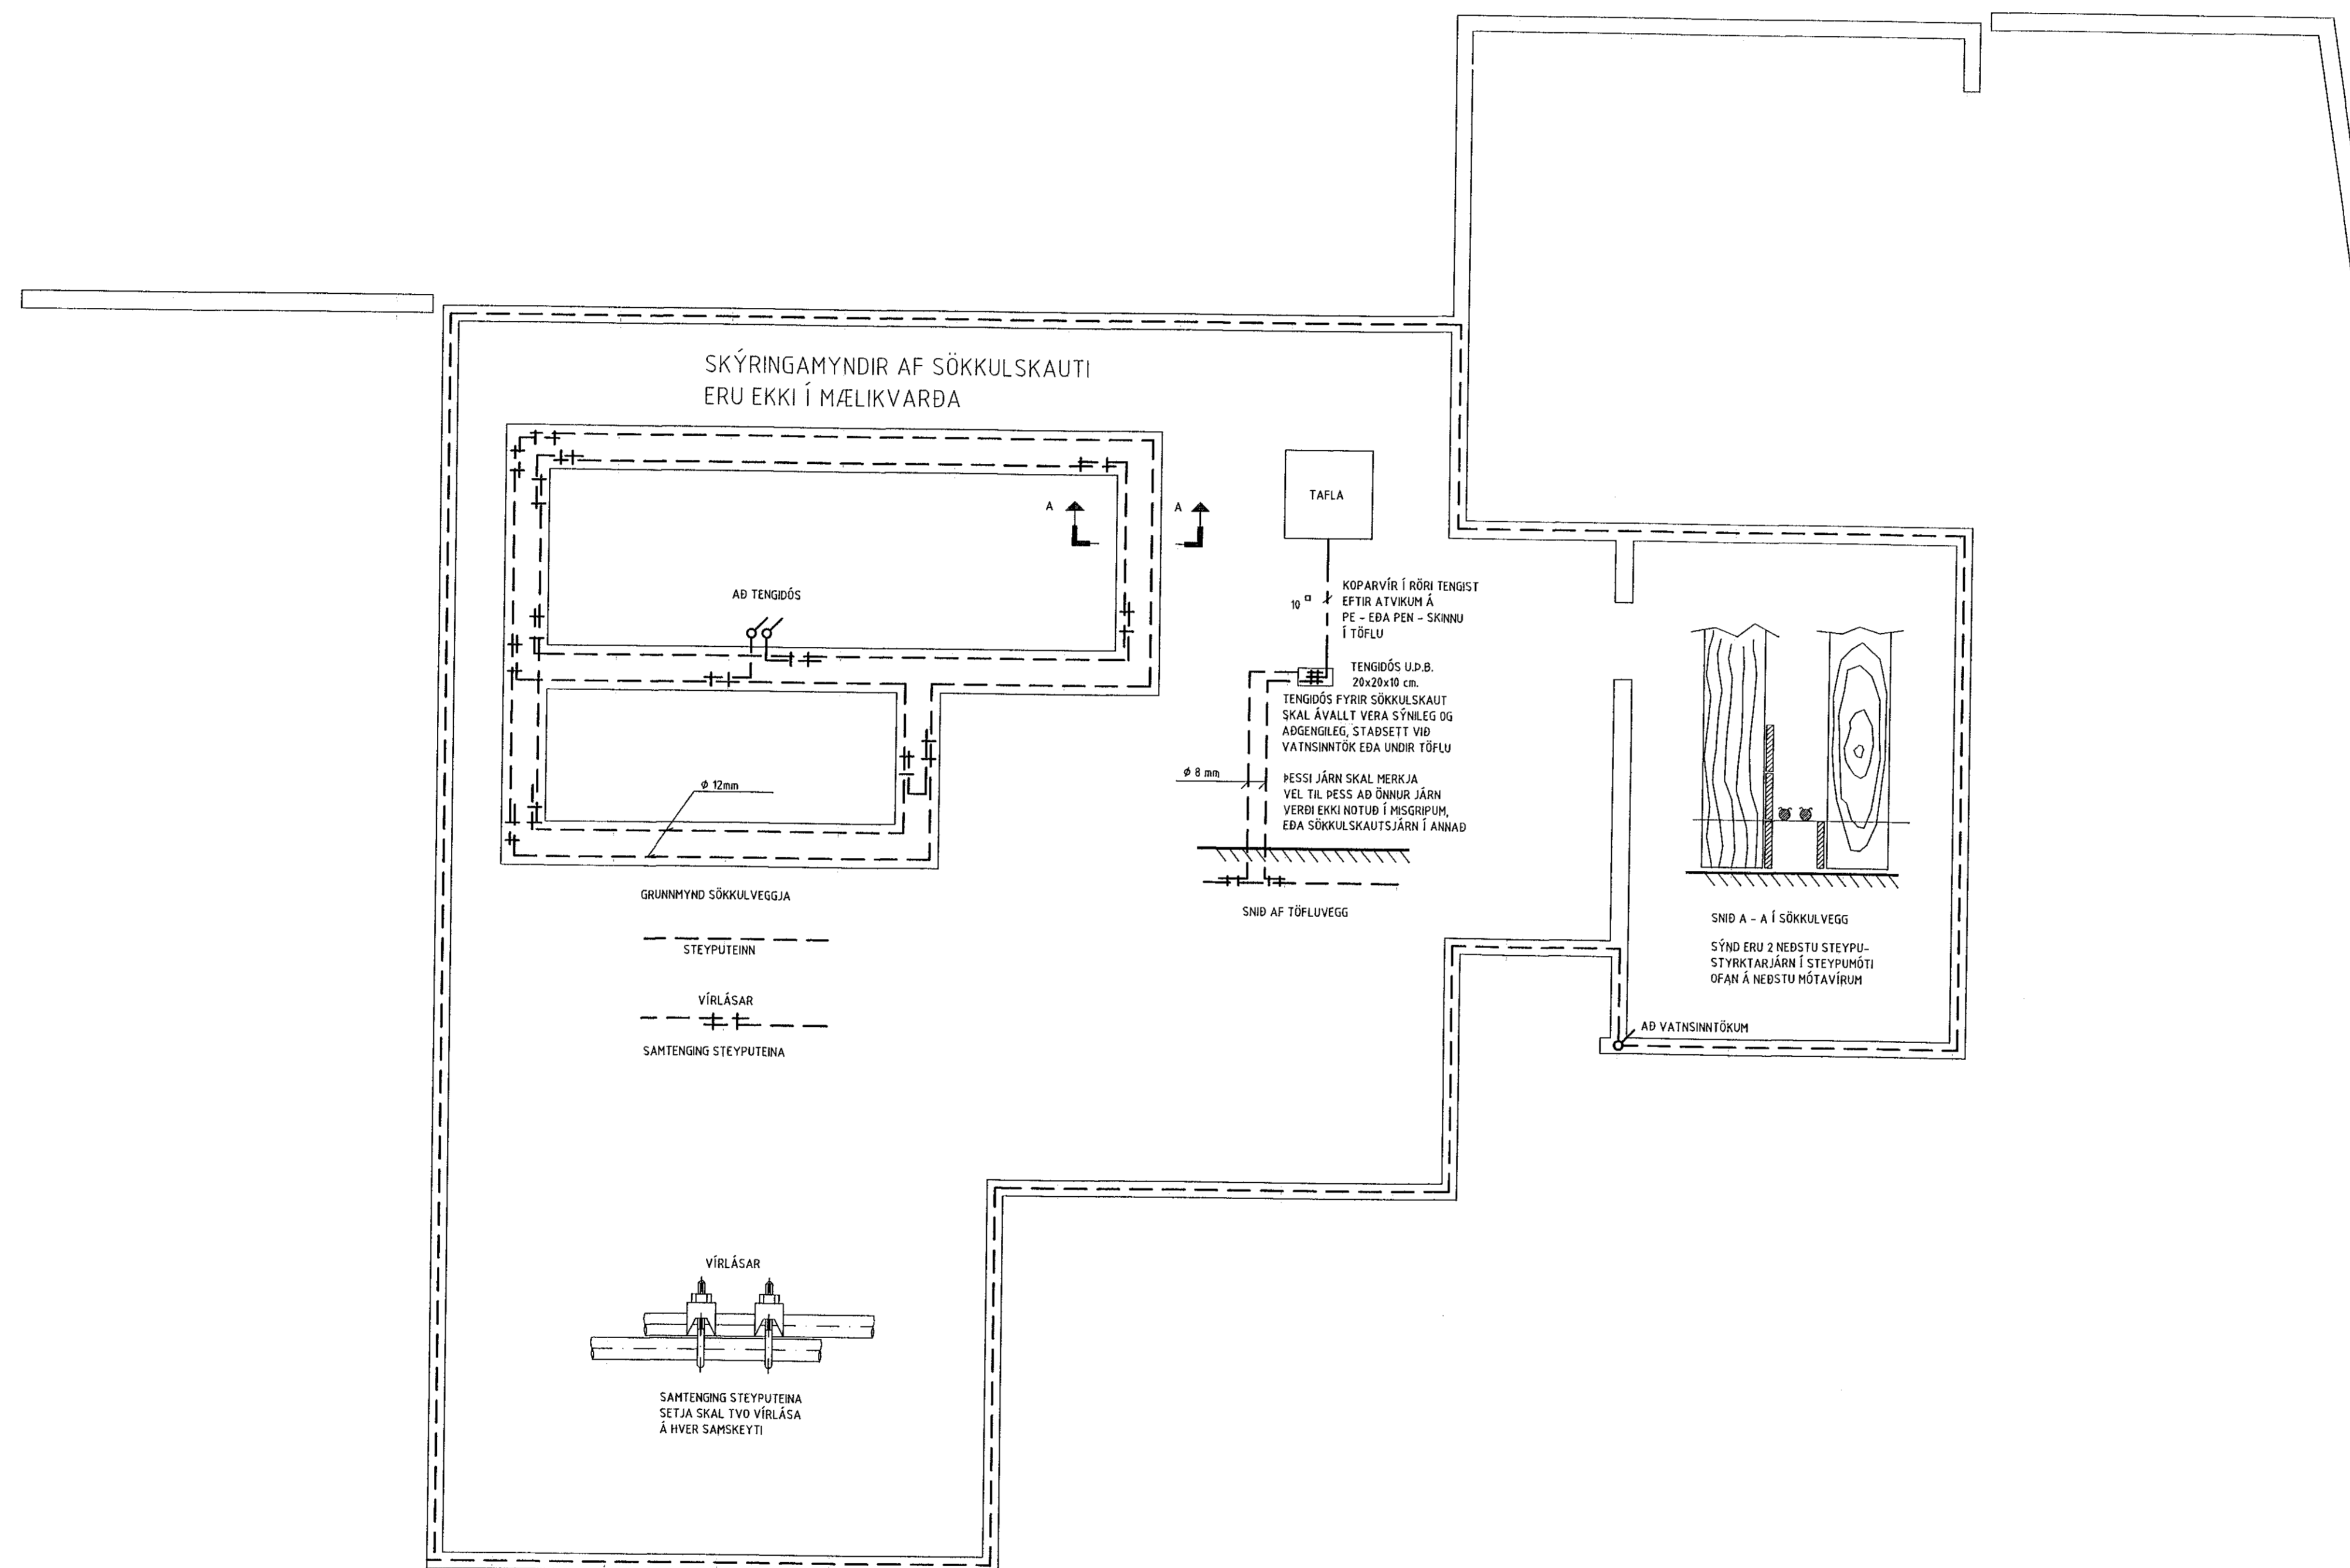 SKÝRINGAMYNDIR AF SÖKKULSKAUTI
ERU EKKI Í MÆLIKVARÐA
A
A
TAFLA
AÐ TENGIDÓS
10 □
KOPARVÍR Í RÖRI TENGIST
EFTIR ATVIKUM Á
PE - EÐA PEN - SKINNU
Í TÖFLU
TENGIDÓS U.Þ.B.
20x20x10 cm.
TENGIDÓS FYRIR SÖKKULSKAUT
SKAL ÁVALLT VERA SÝNILEG OG
AÐGENGILEG, STAÐSETT VIÐ
VATNSINNTÖK EÐA UNDIR TÖFLU
ϕ 8 mm
ÞESSI JÁRN SKAL MERKJA
VEL TIL ÞESS AÐ ÖNNUR JÁRN
VERÐI EKKI NOTUÐ Í MISGRIPUM,
EÐA SÖKKULSKAUTSJÁRN Í ANNAÐ
ϕ 12mm
GRUNNMYND SÖKKULVEGGJA
STEYPUTEINN
VÍRLÁSAR
SAMTENGING STEYPUTEINA
SNIÐ AF TÖFLUVEGG
SNIÐ A - A Í SÖKKULVEGG
SÝND ERU 2 NEÐSTU STEYPU-
STYRKTARJÁRN Í STEYPUMÓTI
OFAN Á NEÐSTU MÓTAVÍRUM
AÐ VATNSINNTÖKUM
VÍRLÁSAR
SAMTENGING STEYPUTEINA
SETJA SKAL TVO VÍRLÁSA
Á HVER SAMSKEYTI